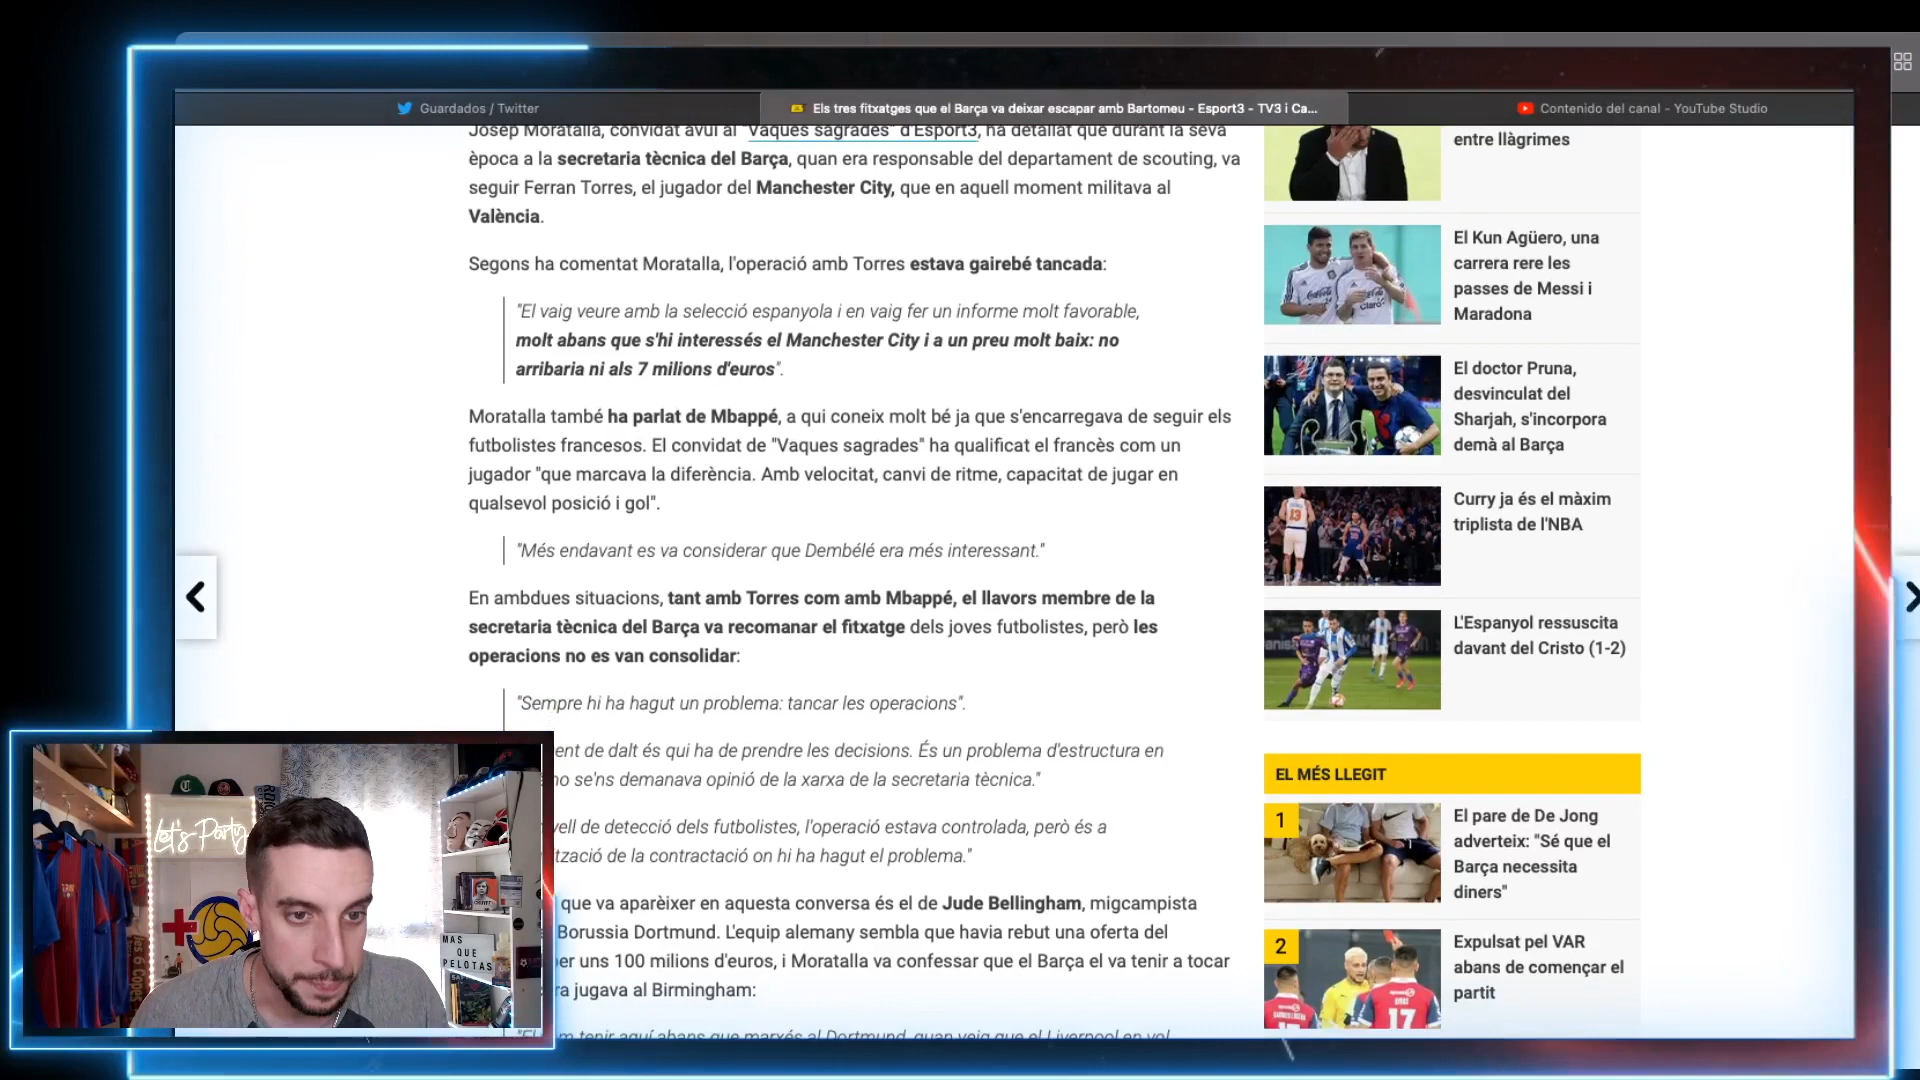 Guardados / Twitter
Els tres fitxatges que el Barça va deixar escapar amb Bartomeu - Esport3 - TV3 i Ca...
Contenido del canal - YouTube Studio
Josep Moratalla, convidat avui al "Vaques sagrades" d'Esport3, ha detallat que durant la seva
època a la secretaria tècnica del Barça, quan era responsable del departament de scouting, va
seguir Ferran Torres, el jugador del Manchester City, que en aquell moment militava al
València.
Segons ha comentat Moratalla, l'operació amb Torres estava gairebé tancada:
"El vaig veure amb la selecció espanyola i en vaig fer un informe molt favorable,
molt abans que s'hi interessés el Manchester City i a un preu molt baix: no
arribaria ni als 7 milions d'euros".
Moratalla també ha parlat de Mbappé, a qui coneix molt bé ja que s'encarregava de seguir els
futbolistes francesos. El convidat de "Vaques sagrades" ha qualificat el francès com un
jugador "que marcava la diferència. Amb velocitat, canvi de ritme, capacitat de jugar en
qualsevol posició i gol".
"Més endavant es va considerar que Dembélé era més interessant."
En ambdues situacions, tant amb Torres com amb Mbappé, el llavors membre de la
secretaria tècnica del Barça va recomanar el fitxatge dels joves futbolistes, però les
operacions no es van consolidar:
"Sempre hi ha hagut un problema: tancar les operacions".
ent de dalt és qui ha de prendre les decisions. És un problema d'estructura en
no se'ns demanava opinió de la xarxa de la secretaria tècnica."
vell de detecció dels futbolistes, l'operació estava controlada, però és a
tzació de la contractació on hi ha hagut el problema."
que va aparèixer en aquesta conversa és el de Jude Bellingham, migcampista
Borussia Dortmund. L'equip alemany sembla que havia rebut una oferta del
er uns 100 milions d'euros, i Moratalla va confessar que el Barça el va tenir a tocar
ra jugava al Birmingham:
tenir aquí abans que marxés al Dortmund, quan veig que el Liverpool en vol
entre llàgrimes
El Kun Agüero, una
carrera rere les
passes de Messi i
Maradona
El doctor Pruna,
desvinculat del
Sharjah, s'incorpora
demà al Barça
Curry ja és el màxim
triplista de l'NBA
L'Espanyol ressuscita
davant del Cristo (1-2)
EL MÉS LLEGIT
1
El pare de De Jong
adverteix: "Sé que el
Barça necessita
diners"
2
Expulsat pel VAR
abans de començar el
partit
17
13
let's Party
MAS
QUE
PELOTAS